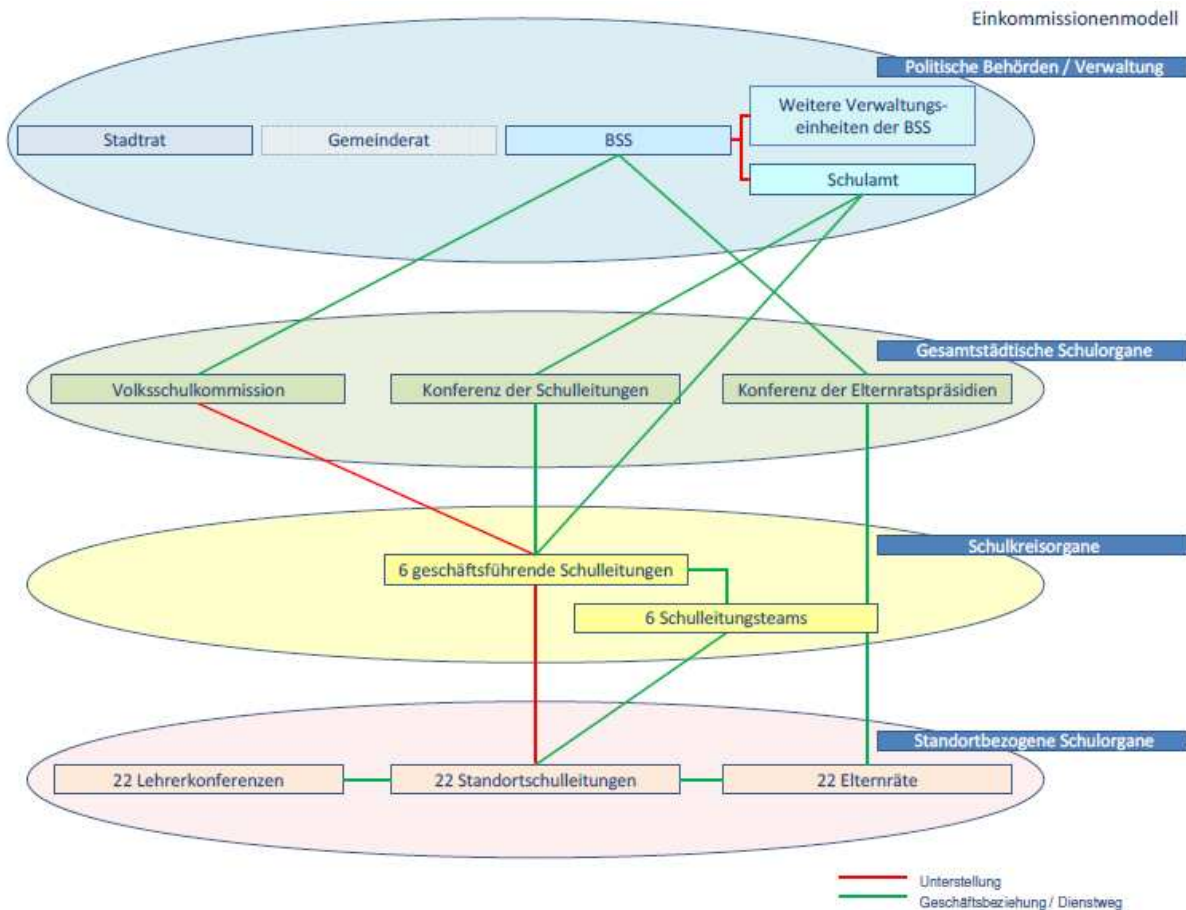 Einkommissionenmodell
Politische Behörden / Verwaltung
Weitere Verwaltungs-
einheiten der BSS
Stadtrat
Gemeinderat
BSS
Schulamt
Gesamtstädtische Schulorgane
Volksschulkommission
Konferenz der Schulleitungen
Konferenz der Elternratspräsidien
Schulkreisorgane
6 geschäftsführende Schulleitungen
6 Schulleitungsteams
Standortbezogene Schulorgane
22 Lehrerkonferenzen
22 Standortschulleitungen
22 Elternräte
Unterstellung
Geschäftsbeziehung / Dienstweg